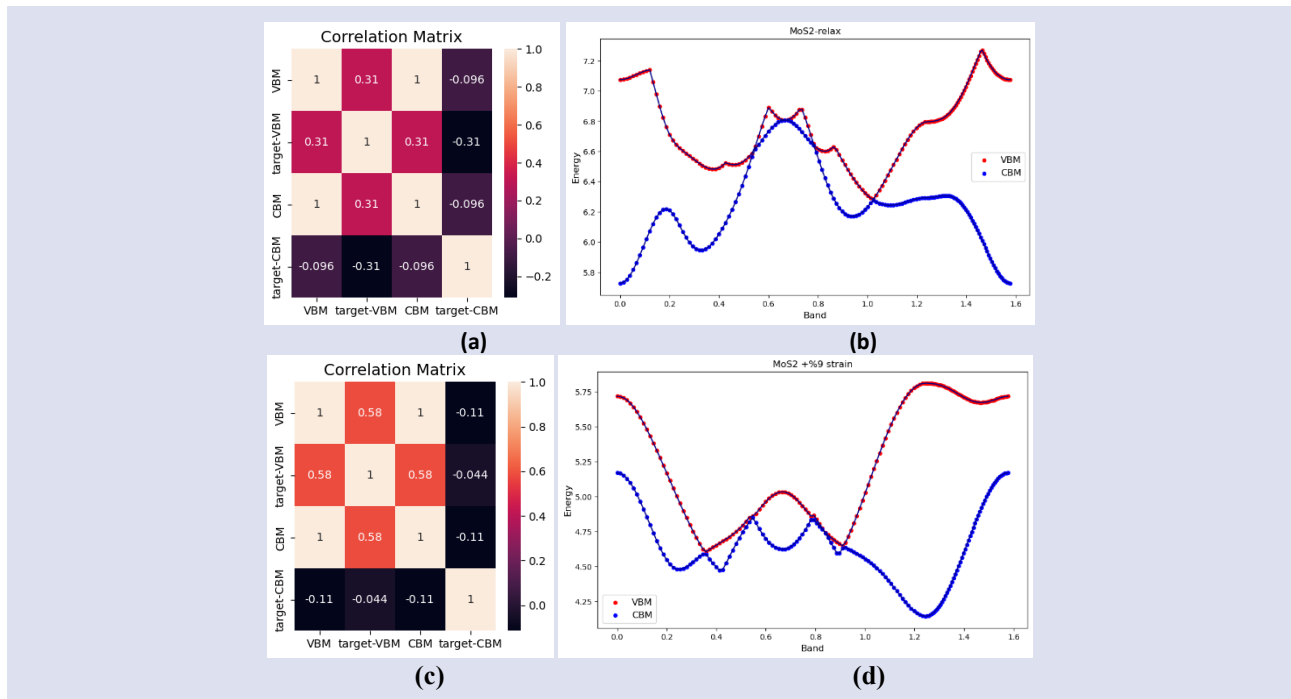 Correlation Matrix
VBM
target-VBM
CBM
target-CBM
1 0.31 1 -0.096
0.31 1 0.31 -0.31
1 0.31 1 -0.096
-0.096 -0.31 -0.096 1
VBM target-VBM CBM target-CBM
1.0
0.8
0.6
0.4
0.2
0.0
−0.2
(a)
MoS2-relax
Energy
7.2
7.0
6.8
6.6
6.4
6.2
6.0
5.8
VBM
CBM
0.0 0.2 0.4 0.6 0.8 1.0 1.2 1.4 1.6
Band
(b)
Correlation Matrix
VBM
target-VBM
CBM
target-CBM
1 0.58 1 -0.11
0.58 1 0.58 -0.044
1 0.58 1 -0.11
-0.11 -0.044 -0.11 1
VBM target-VBM CBM target-CBM
1.0
0.8
0.6
0.4
0.2
0.0
(c)
MoS2 +%9 strain
Energy
5.75
5.50
5.25
5.00
4.75
4.50
4.25
VBM
CBM
0.0 0.2 0.4 0.6 0.8 1.0 1.2 1.4 1.6
Band
(d)